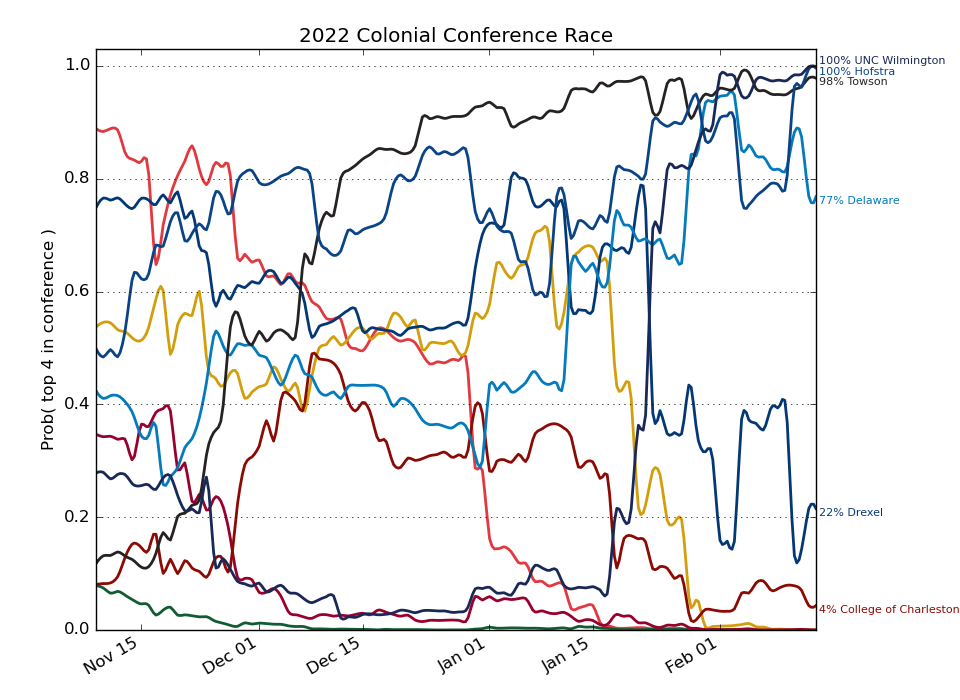 2022 Colonial Conference Race
Prob( top 4 in conference )
1.0
0.8
0.6
0.4
0.2
0.0
Nov 15
Dec 01
Dec 15
Jan 01
Jan 15
Feb 01
100% UNC Wilmington
100% Hofstra
98% Towson
77% Delaware
22% Drexel
4% College of Charleston